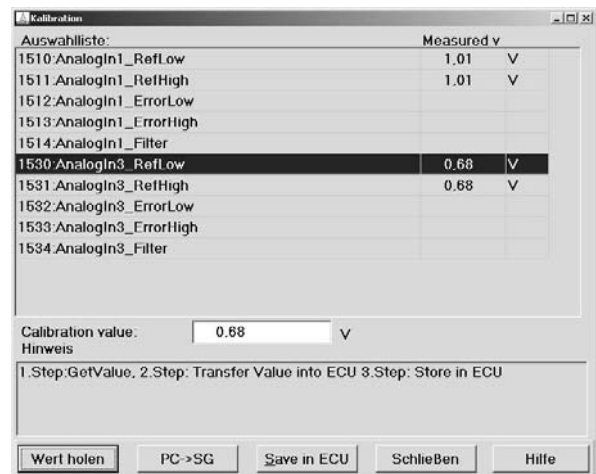 Kalibration
Auswahlliste: Measured v
1510:AnalogIn1_RefLow 1,01 V
1511:AnalogIn1_RefHigh 1,01 V
1512:AnalogIn1_ErrorLow
1513:AnalogIn1_ErrorHigh
1514:AnalogIn1_Filter
1530:AnalogIn3_RefLow 0,68 V
1531:AnalogIn3_RefHigh 0,68 V
1532:AnalogIn3_ErrorLow
1533:AnalogIn3_ErrorHigh
1534:AnalogIn3_Filter
Calibration value: 0,68 V
Hinweis
1.Step:GetValue, 2.Step: Transfer Value into ECU 3.Step: Store in ECU
Wert holen PC->SG Save in ECU Schließen Hilfe